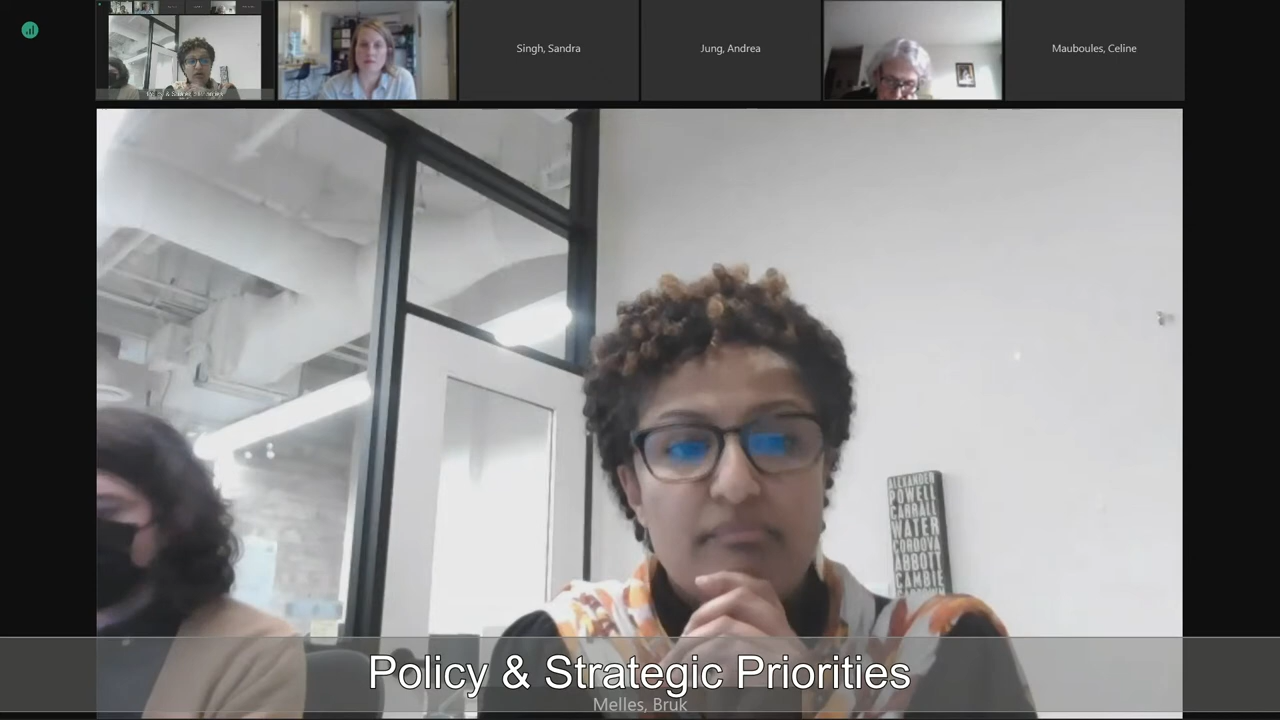 Singh, Sandra
Jung, Andrea
Mauboules, Celine
ALEXANDER
POWELL
CARRALL
WATER
CORDOVA
ABBOTT
CAMBIE
Policy & Strategic Priorities
Melles, Bruk